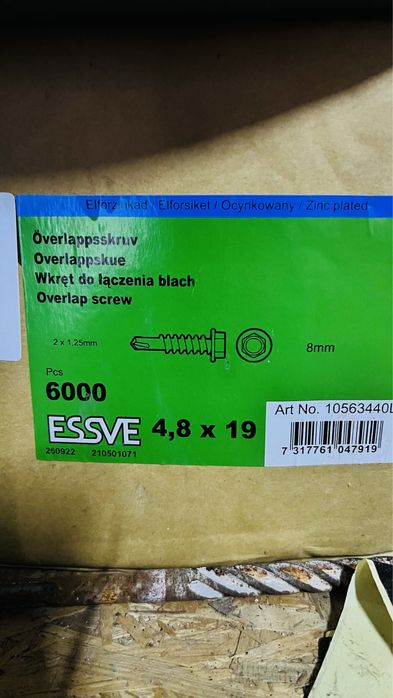 Elförzinkad / Elforsiket / Ocynkowany / Zinc plated
Överlappsskruv
Overlappskue
Wkręt do łączenia blach
Overlap screw
2 x 1,25mm
8mm
Pcs
6000
ESSVE
4,8 x 19
Art No. 10563440L
7 317761 047919
260922 210501071